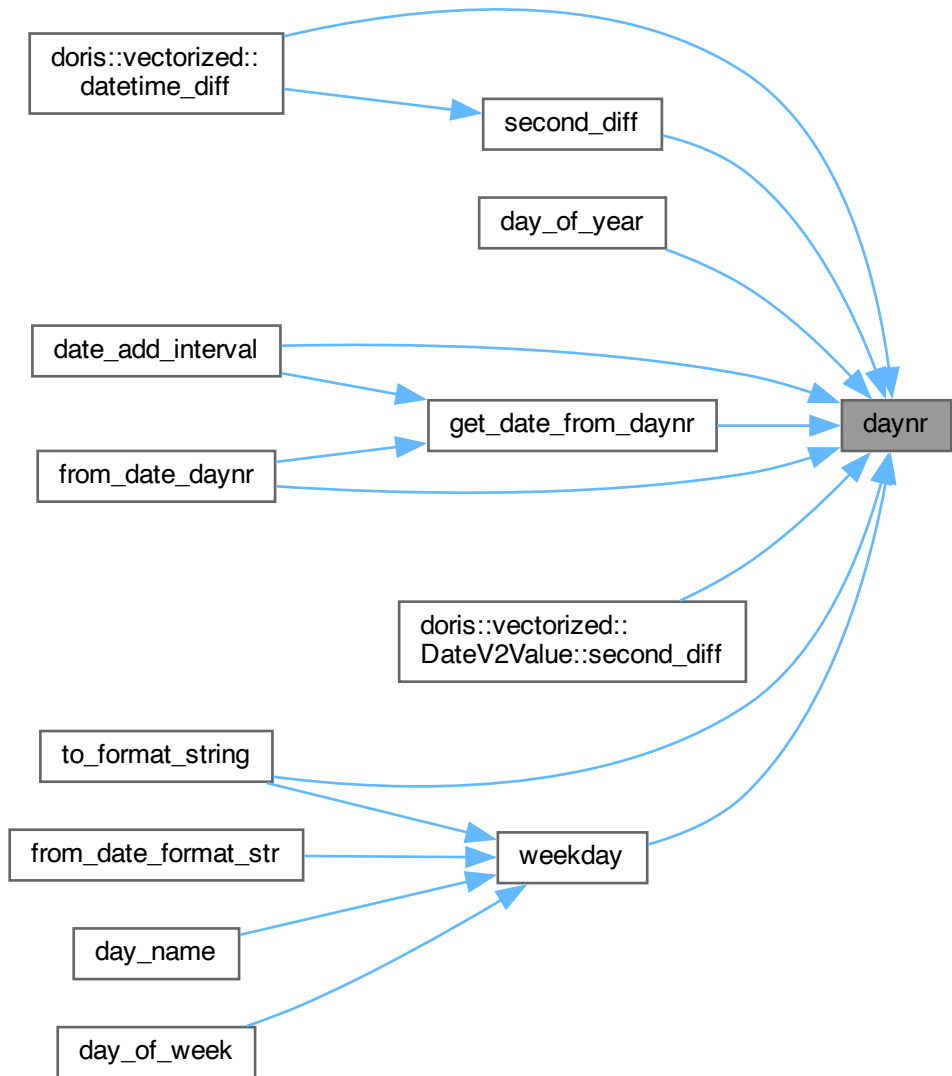 doris::vectorized::
datetime_diff
second_diff
day_of_year
date_add_interval
get_date_from_daynr
daynr
from_date_daynr
doris::vectorized::
DateV2Value::second_diff
to_format_string
from_date_format_str
weekday
day_name
day_of_week